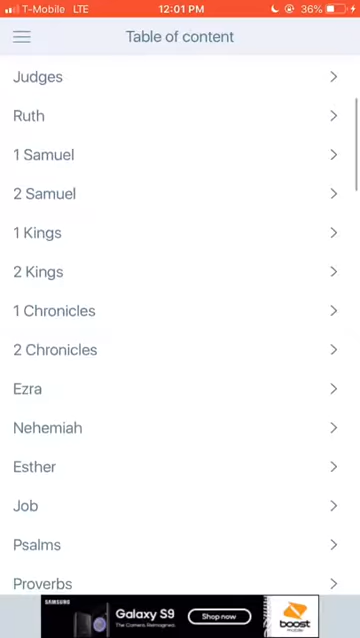 T-Mobile LTE 12:01 PM 36%
Table of content
Judges
Ruth
1 Samuel
2 Samuel
1 Kings
2 Kings
1 Chronicles
2 Chronicles
Ezra
Nehemiah
Esther
Job
Psalms
Proverbs
SAMSUNG
Galaxy S9
The Camera. Reimagined.
Shop now
boost
mobile